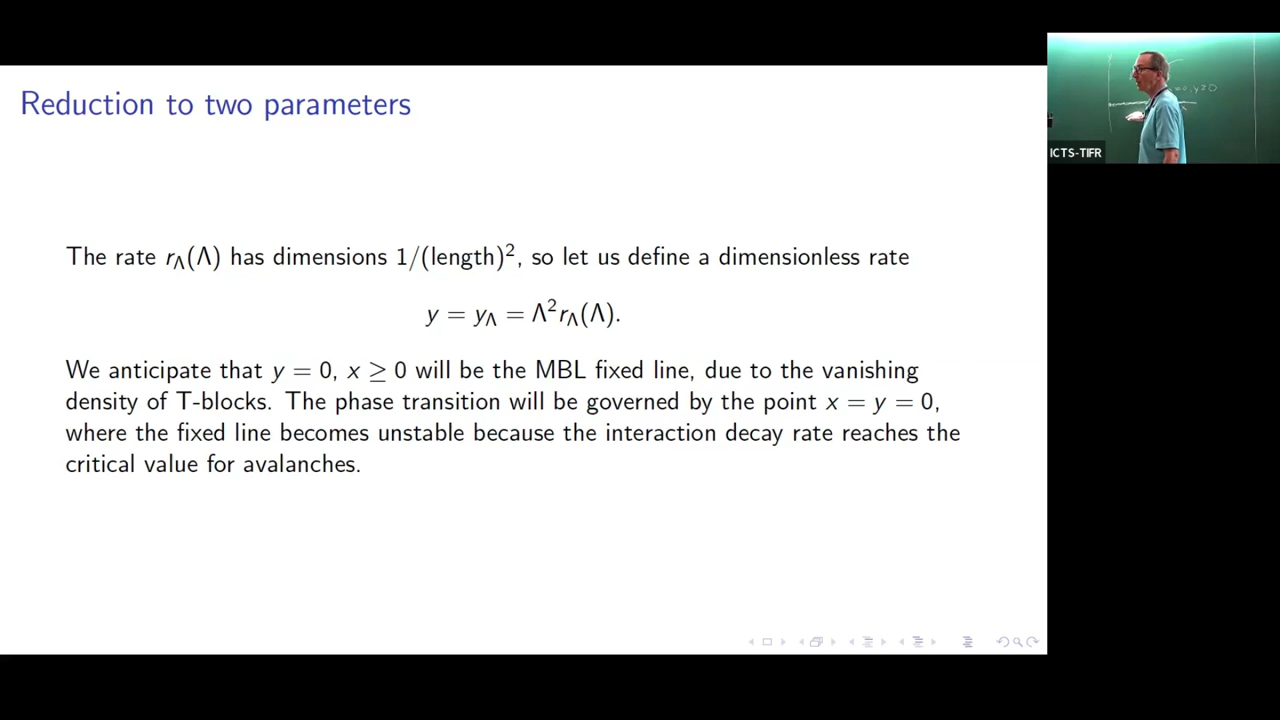 Reduction to two parameters
The rate r_Λ(Λ) has dimensions 1/(length)², so let us define a dimensionless rate
y = y_Λ = Λ² r_Λ(Λ).
We anticipate that y = 0, x ≥ 0 will be the MBL fixed line, due to the vanishing
density of T-blocks. The phase transition will be governed by the point x = y = 0,
where the fixed line becomes unstable because the interaction decay rate reaches the
critical value for avalanches.
ICTS-TIFR